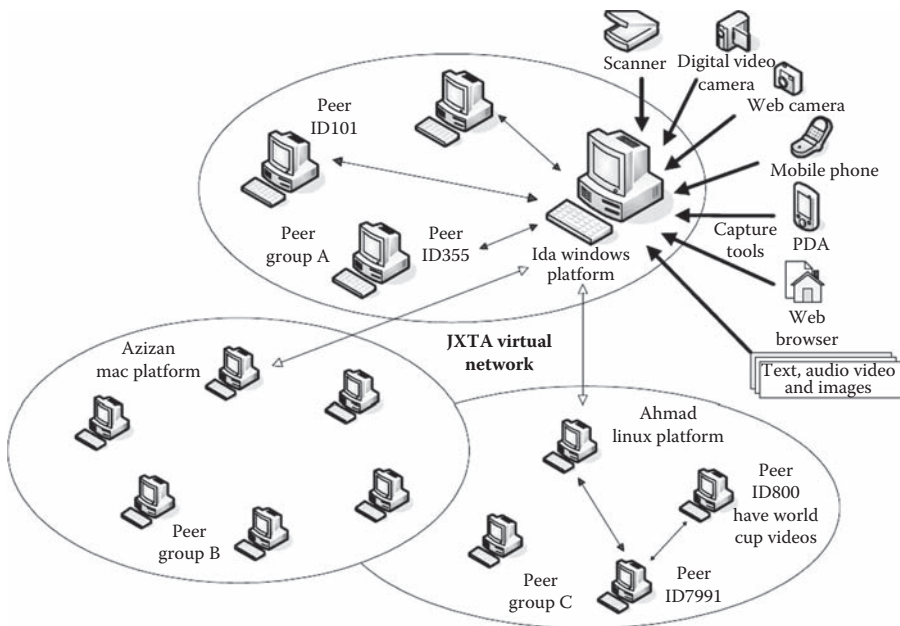 Scanner
Digital video
camera
Web camera
Mobile phone
PDA
Capture
tools
Web
browser
Text, audio video
and images
Peer
ID101
Peer
group A
Peer
ID355
Ida windows
platform
JXTA virtual
network
Azizan
mac platform
Peer
group B
Ahmad
linux platform
Peer
ID800
have world
cup videos
Peer
group C
Peer
ID7991